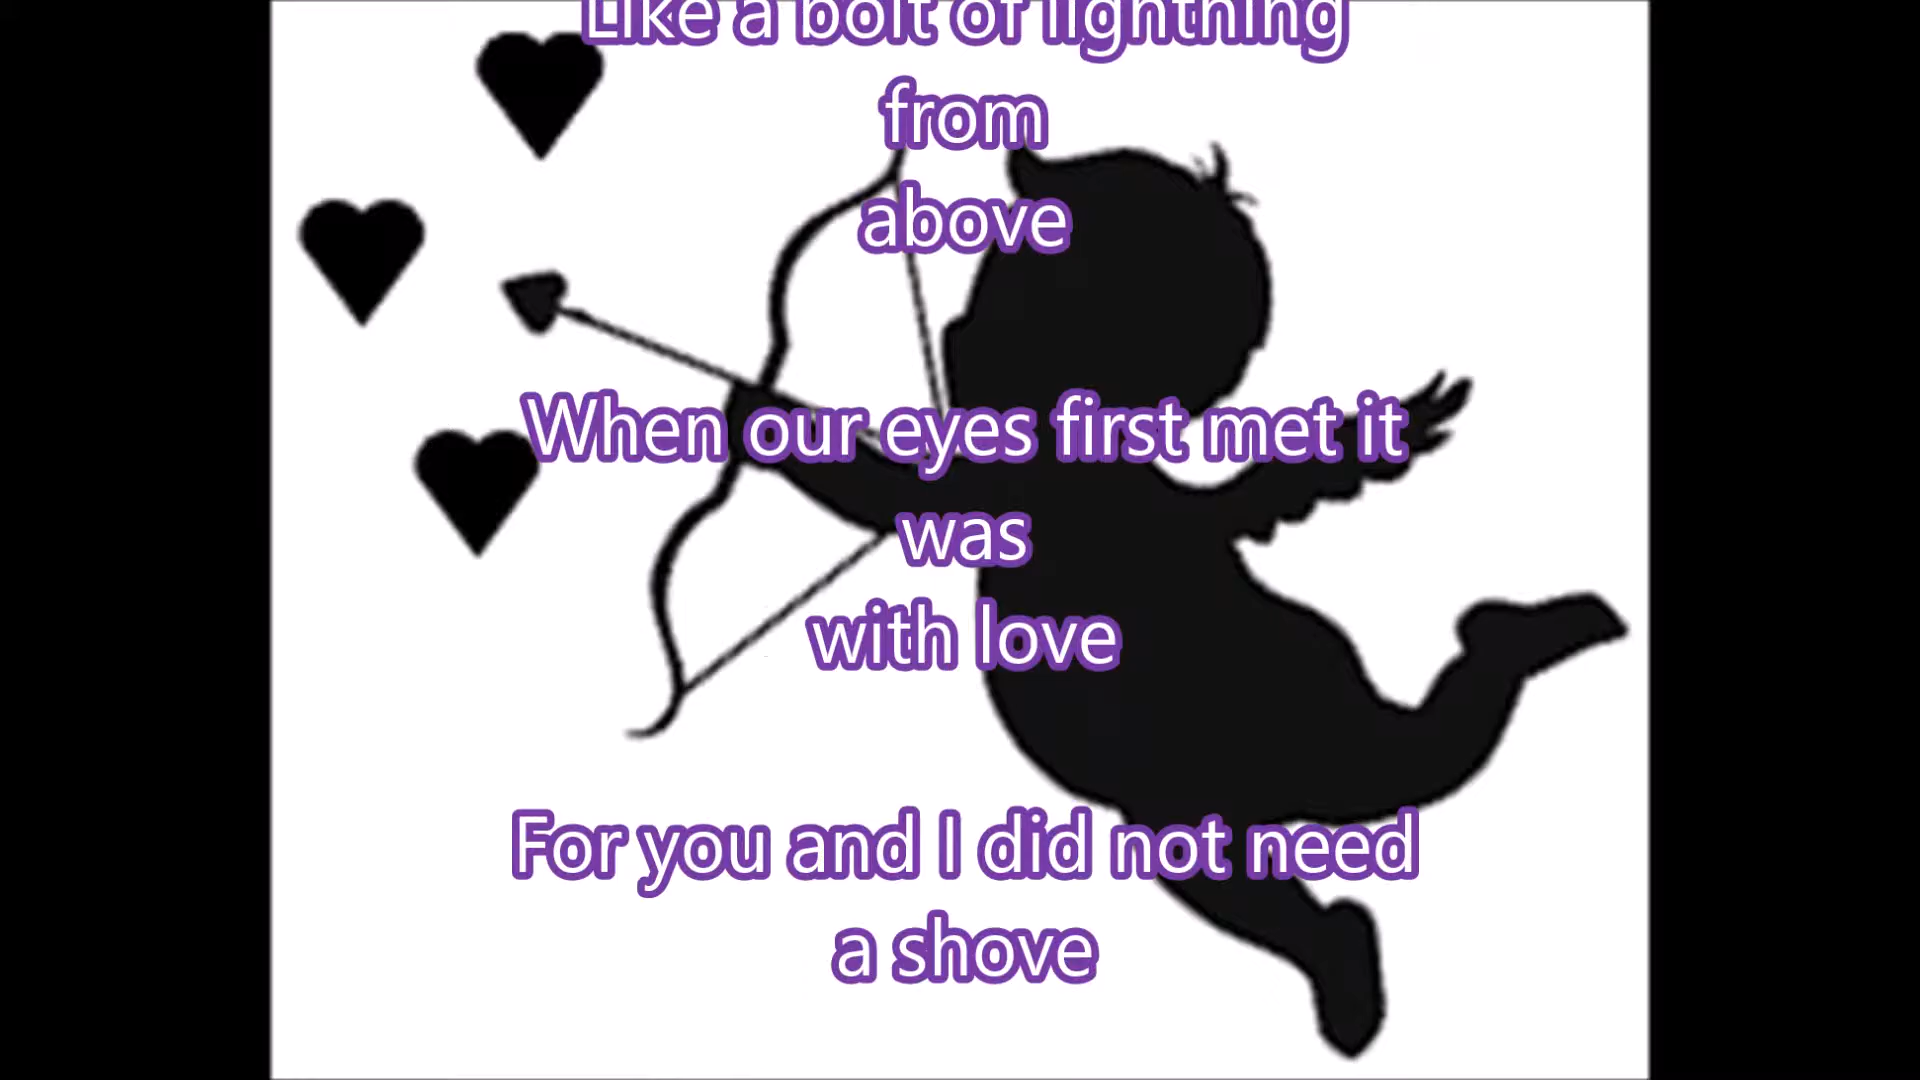 Like a bolt of lightning
from
above
When our eyes first met it
was
with love
For you and I did not need
a shove